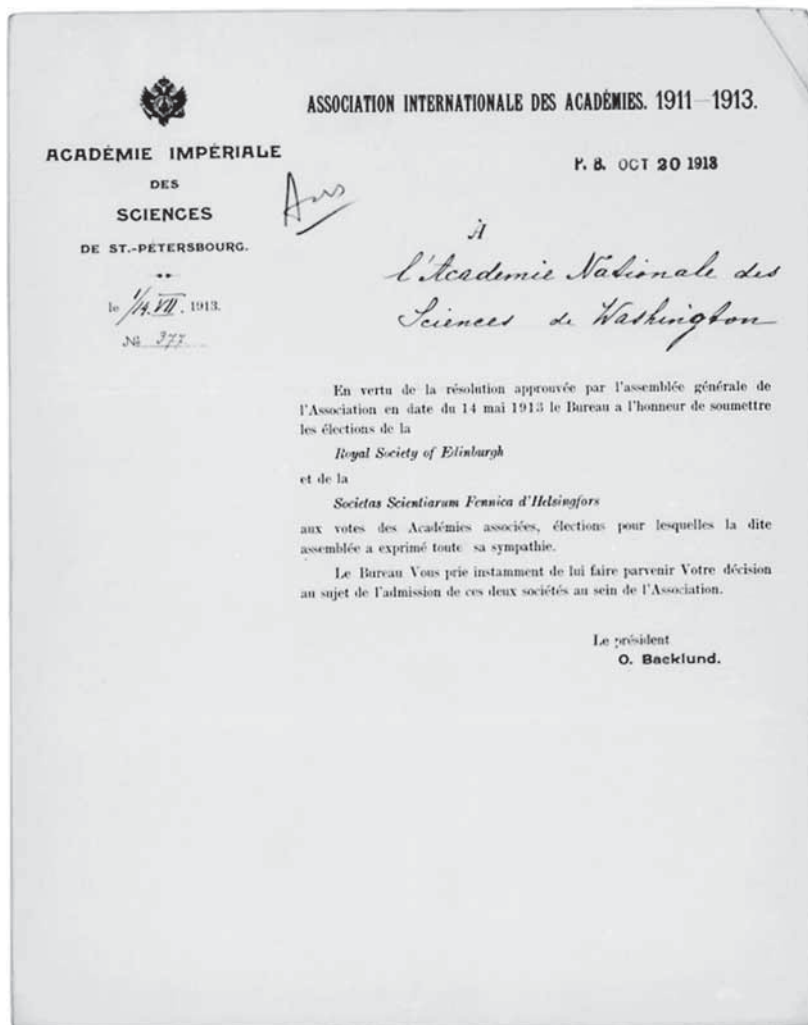 ASSOCIATION INTERNATIONALE DES ACADÉMIES. 1911—1913.
ACADÉMIE IMPÉRIALE
DES
SCIENCES
DE ST.-PÉTERSBOURG.
le 1/14. VII. 1913.
№ 377
P. B. OCT 20 1913
Ans
À
l'Academie Nationale des
Sciences de Washington
En vertu de la résolution approuvée par l'assemblée générale de
l'Association en date du 14 mai 1913 le Bureau a l'honneur de soumettre
les élections de la
Royal Society of Edinburgh
et de la
Societas Scientiarum Fennica d'Helsingfors
aux votes des Académies associées, élections pour lesquelles la dite
assemblée a exprimé toute sa sympathie.
Le Bureau Vous prie instamment de lui faire parvenir Votre décision
au sujet de l'admission de ces deux sociétés au sein de l'Association.
Le président
O. Backlund.